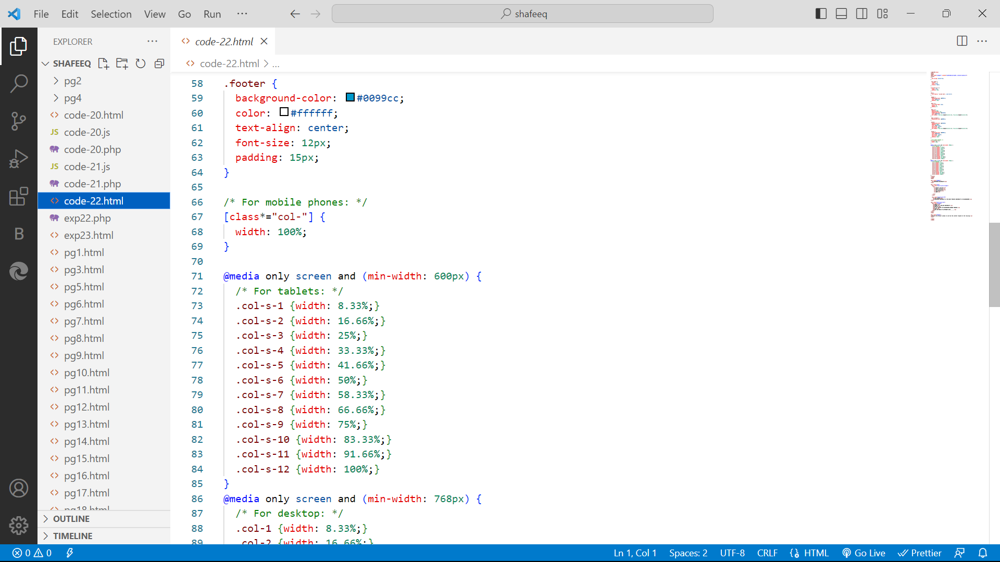 File Edit Selection View Go Run ···
shafeeq
EXPLORER ···
SHAFEEQ
pg2
pg4
code-20.html
JS code-20.js
code-20.php
JS code-21.js
code-21.php
code-22.html
exp22.php
exp23.html
pg1.html
pg3.html
pg5.html
pg6.html
pg7.html
pg8.html
pg9.html
pg10.html
pg11.html
pg12.html
pg13.html
pg14.html
pg15.html
pg16.html
pg17.html
pg18.html
OUTLINE
TIMELINE
B
code-22.html
code-22.html > ...
58 .footer {
59 background-color: #0099cc;
60 color: #ffffff;
61 text-align: center;
62 font-size: 12px;
63 padding: 15px;
64 }
65
66 /* For mobile phones: */
67 [class*="col-"] {
68 width: 100%;
69 }
70
71 @media only screen and (min-width: 600px) {
72 /* For tablets: */
73 .col-s-1 {width: 8.33%;}
74 .col-s-2 {width: 16.66%;}
75 .col-s-3 {width: 25%;}
76 .col-s-4 {width: 33.33%;}
77 .col-s-5 {width: 41.66%;}
78 .col-s-6 {width: 50%;}
79 .col-s-7 {width: 58.33%;}
80 .col-s-8 {width: 66.66%;}
81 .col-s-9 {width: 75%;}
82 .col-s-10 {width: 83.33%;}
83 .col-s-11 {width: 91.66%;}
84 .col-s-12 {width: 100%;}
85 }
86 @media only screen and (min-width: 768px) {
87 /* For desktop: */
88 .col-1 {width: 8.33%;}
89 .col-2 {width: 16.66%;}
0 0
Ln 1, Col 1 Spaces: 2 UTF-8 CRLF HTML Go Live Prettier